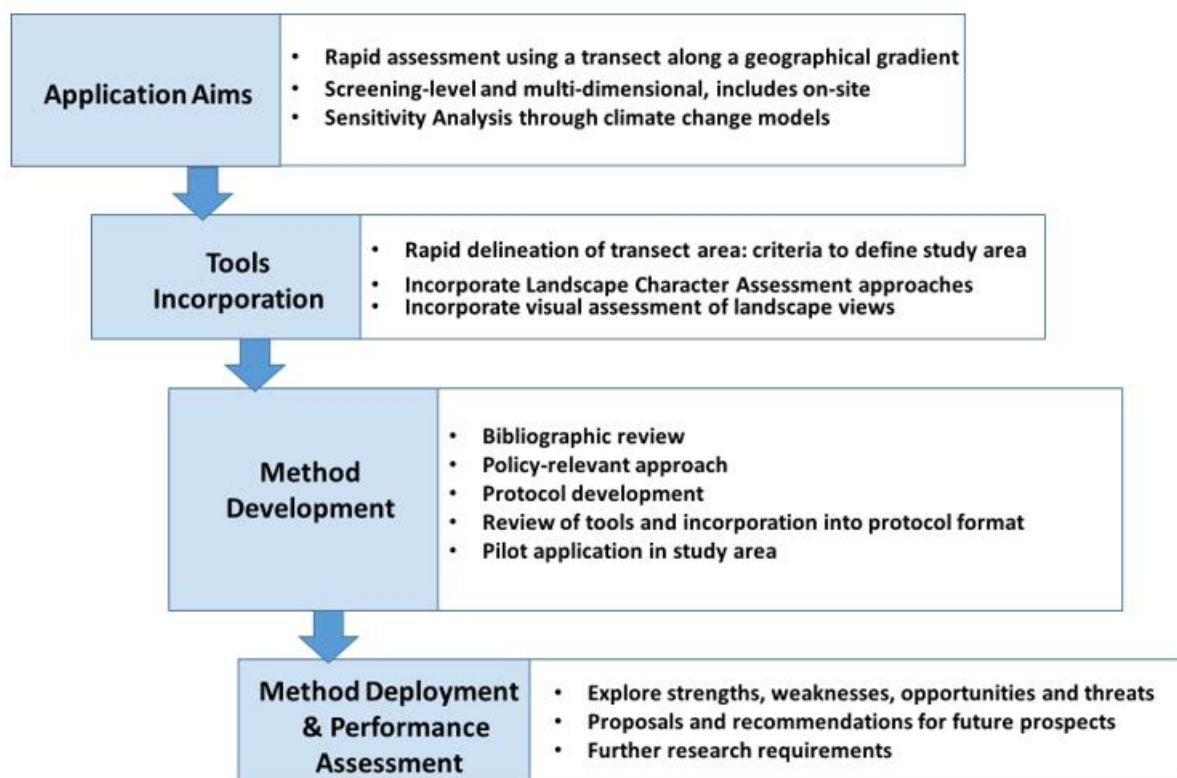 Application Aims
• Rapid assessment using a transect along a geographical gradient
• Screening-level and multi-dimensional, includes on-site
• Sensitivity Analysis through climate change models
Tools
Incorporation
• Rapid delineation of transect area: criteria to define study area
• Incorporate Landscape Character Assessment approaches
• Incorporate visual assessment of landscape views
Method
Development
• Bibliographic review
• Policy-relevant approach
• Protocol development
• Review of tools and incorporation into protocol format
• Pilot application in study area
Method Deployment
& Performance
Assessment
• Explore strengths, weaknesses, opportunities and threats
• Proposals and recommendations for future prospects
• Further research requirements